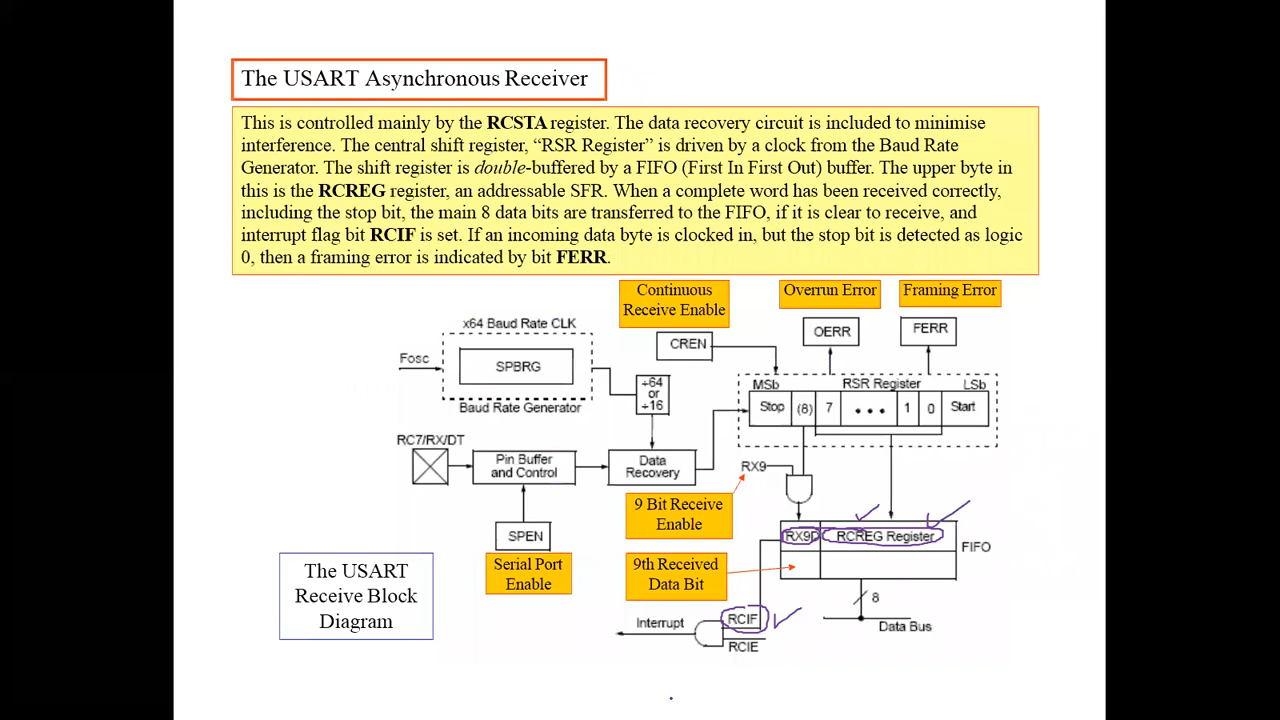 The USART Asynchronous Receiver
This is controlled mainly by the RCSTA register. The data recovery circuit is included to minimise
interference. The central shift register, “RSR Register” is driven by a clock from the Baud Rate
Generator. The shift register is double-buffered by a FIFO (First In First Out) buffer. The upper byte in
this is the RCREG register, an addressable SFR. When a complete word has been received correctly,
including the stop bit, the main 8 data bits are transferred to the FIFO, if it is clear to receive, and
interrupt flag bit RCIF is set. If an incoming data byte is clocked in, but the stop bit is detected as logic
0, then a framing error is indicated by bit FERR.
Continuous
Receive Enable
Overrun Error
Framing Error
x64 Baud Rate CLK
CREN
OERR
FERR
Fosc
SPBRG
÷64
or
÷16
Baud Rate Generator
MSb
RSR Register
LSb
Stop
(8)
7
• • •
1
0
Start
RC7/RX/DT
Pin Buffer
and Control
Data
Recovery
RX9
9 Bit Receive
Enable
SPEN
Serial Port
Enable
RX9D
RCREG Register
FIFO
9th Received
Data Bit
The USART
Receive Block
Diagram
8
Data Bus
Interrupt
RCIF
RCIE